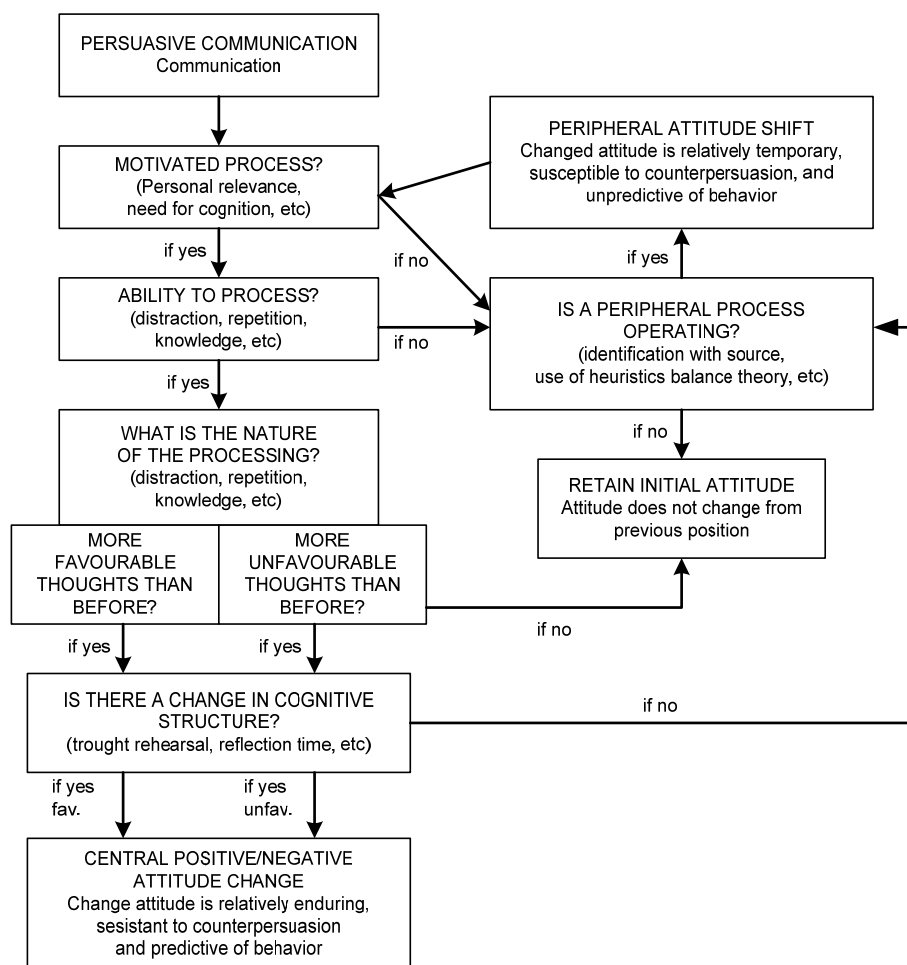 PERSUASIVE COMMUNICATION
Communication
MOTIVATED PROCESS?
(Personal relevance,
need for cognition, etc)
PERIPHERAL ATTITUDE SHIFT
Changed attitude is relatively temporary,
susceptible to counterpersuasion, and
unpredictive of behavior
if yes
if no
if yes
ABILITY TO PROCESS?
(distraction, repetition,
knowledge, etc)
if no
IS A PERIPHERAL PROCESS
OPERATING?
(identification with source,
use of heuristics balance theory, etc)
if yes
if no
WHAT IS THE NATURE
OF THE PROCESSING?
(distraction, repetition,
knowledge, etc)
RETAIN INITIAL ATTITUDE
Attitude does not change from
previous position
MORE
FAVOURABLE
THOUGHTS THAN
BEFORE?
MORE
UNFAVOURABLE
THOUGHTS THAN
BEFORE?
if no
if yes
if yes
IS THERE A CHANGE IN COGNITIVE
STRUCTURE?
(trought rehearsal, reflection time, etc)
if no
if yes
fav.
if yes
unfav.
CENTRAL POSITIVE/NEGATIVE
ATTITUDE CHANGE
Change attitude is relatively enduring,
sesistant to counterpersuasion
and predictive of behavior